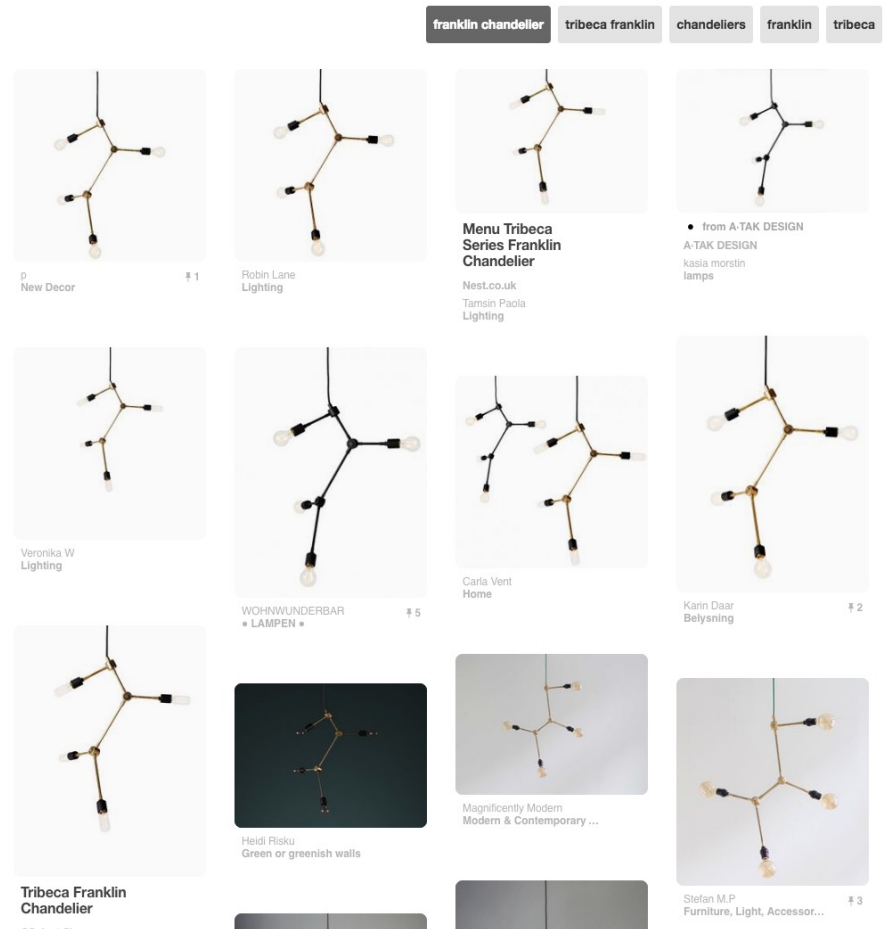 franklin chandelier
tribeca franklin
chandeliers
franklin
tribeca
p
New Decor
1
Robin Lane
Lighting
Menu Tribeca
Series Franklin
Chandelier
Nest.co.uk
Tamsin Paola
Lighting
from A-TAK DESIGN
A-TAK DESIGN
kasia morstin
lamps
Veronika W
Lighting
WOHNWUNDERBAR
● LAMPEN ●
5
Carla Vent
Home
Karin Daar
Belysning
2
Tribeca Franklin
Chandelier
Heidi Risku
Green or greenish walls
Magnificently Modern
Modern & Contemporary ...
Stefan M.P
Furniture, Light, Accessor...
3